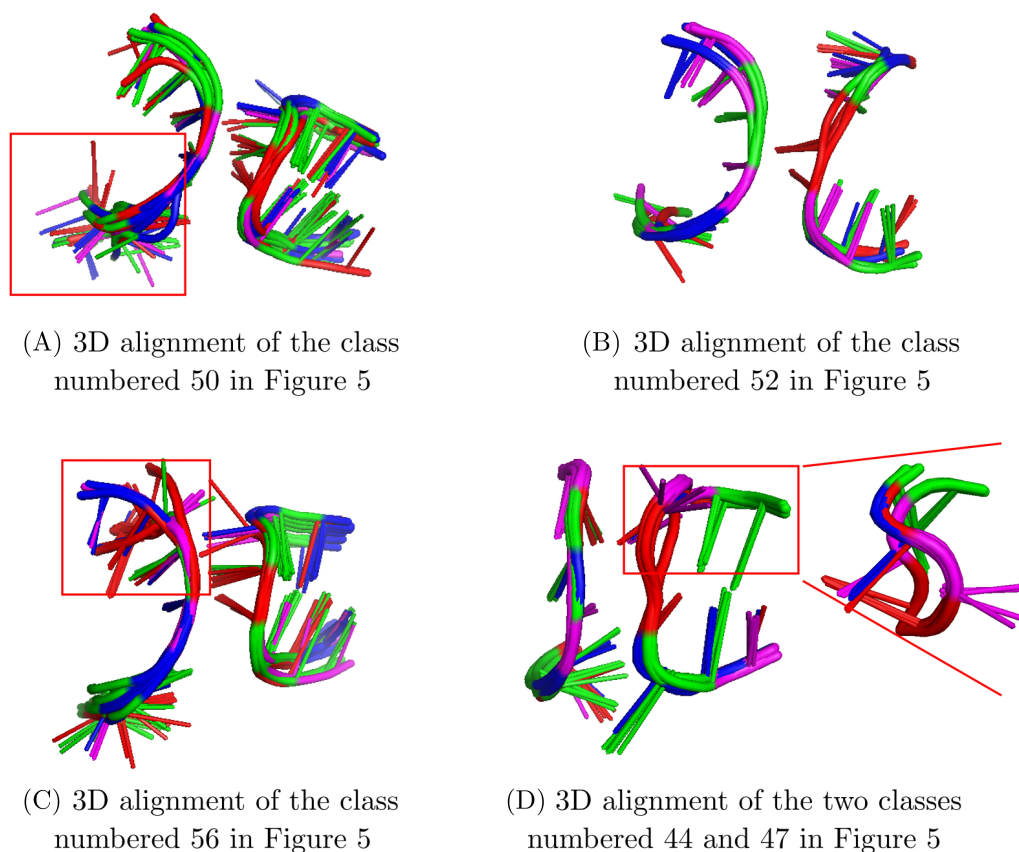 (A) 3D alignment of the class
numbered 50 in Figure 5
(B) 3D alignment of the class
numbered 52 in Figure 5
(C) 3D alignment of the class
numbered 56 in Figure 5
(D) 3D alignment of the two classes
numbered 44 and 47 in Figure 5